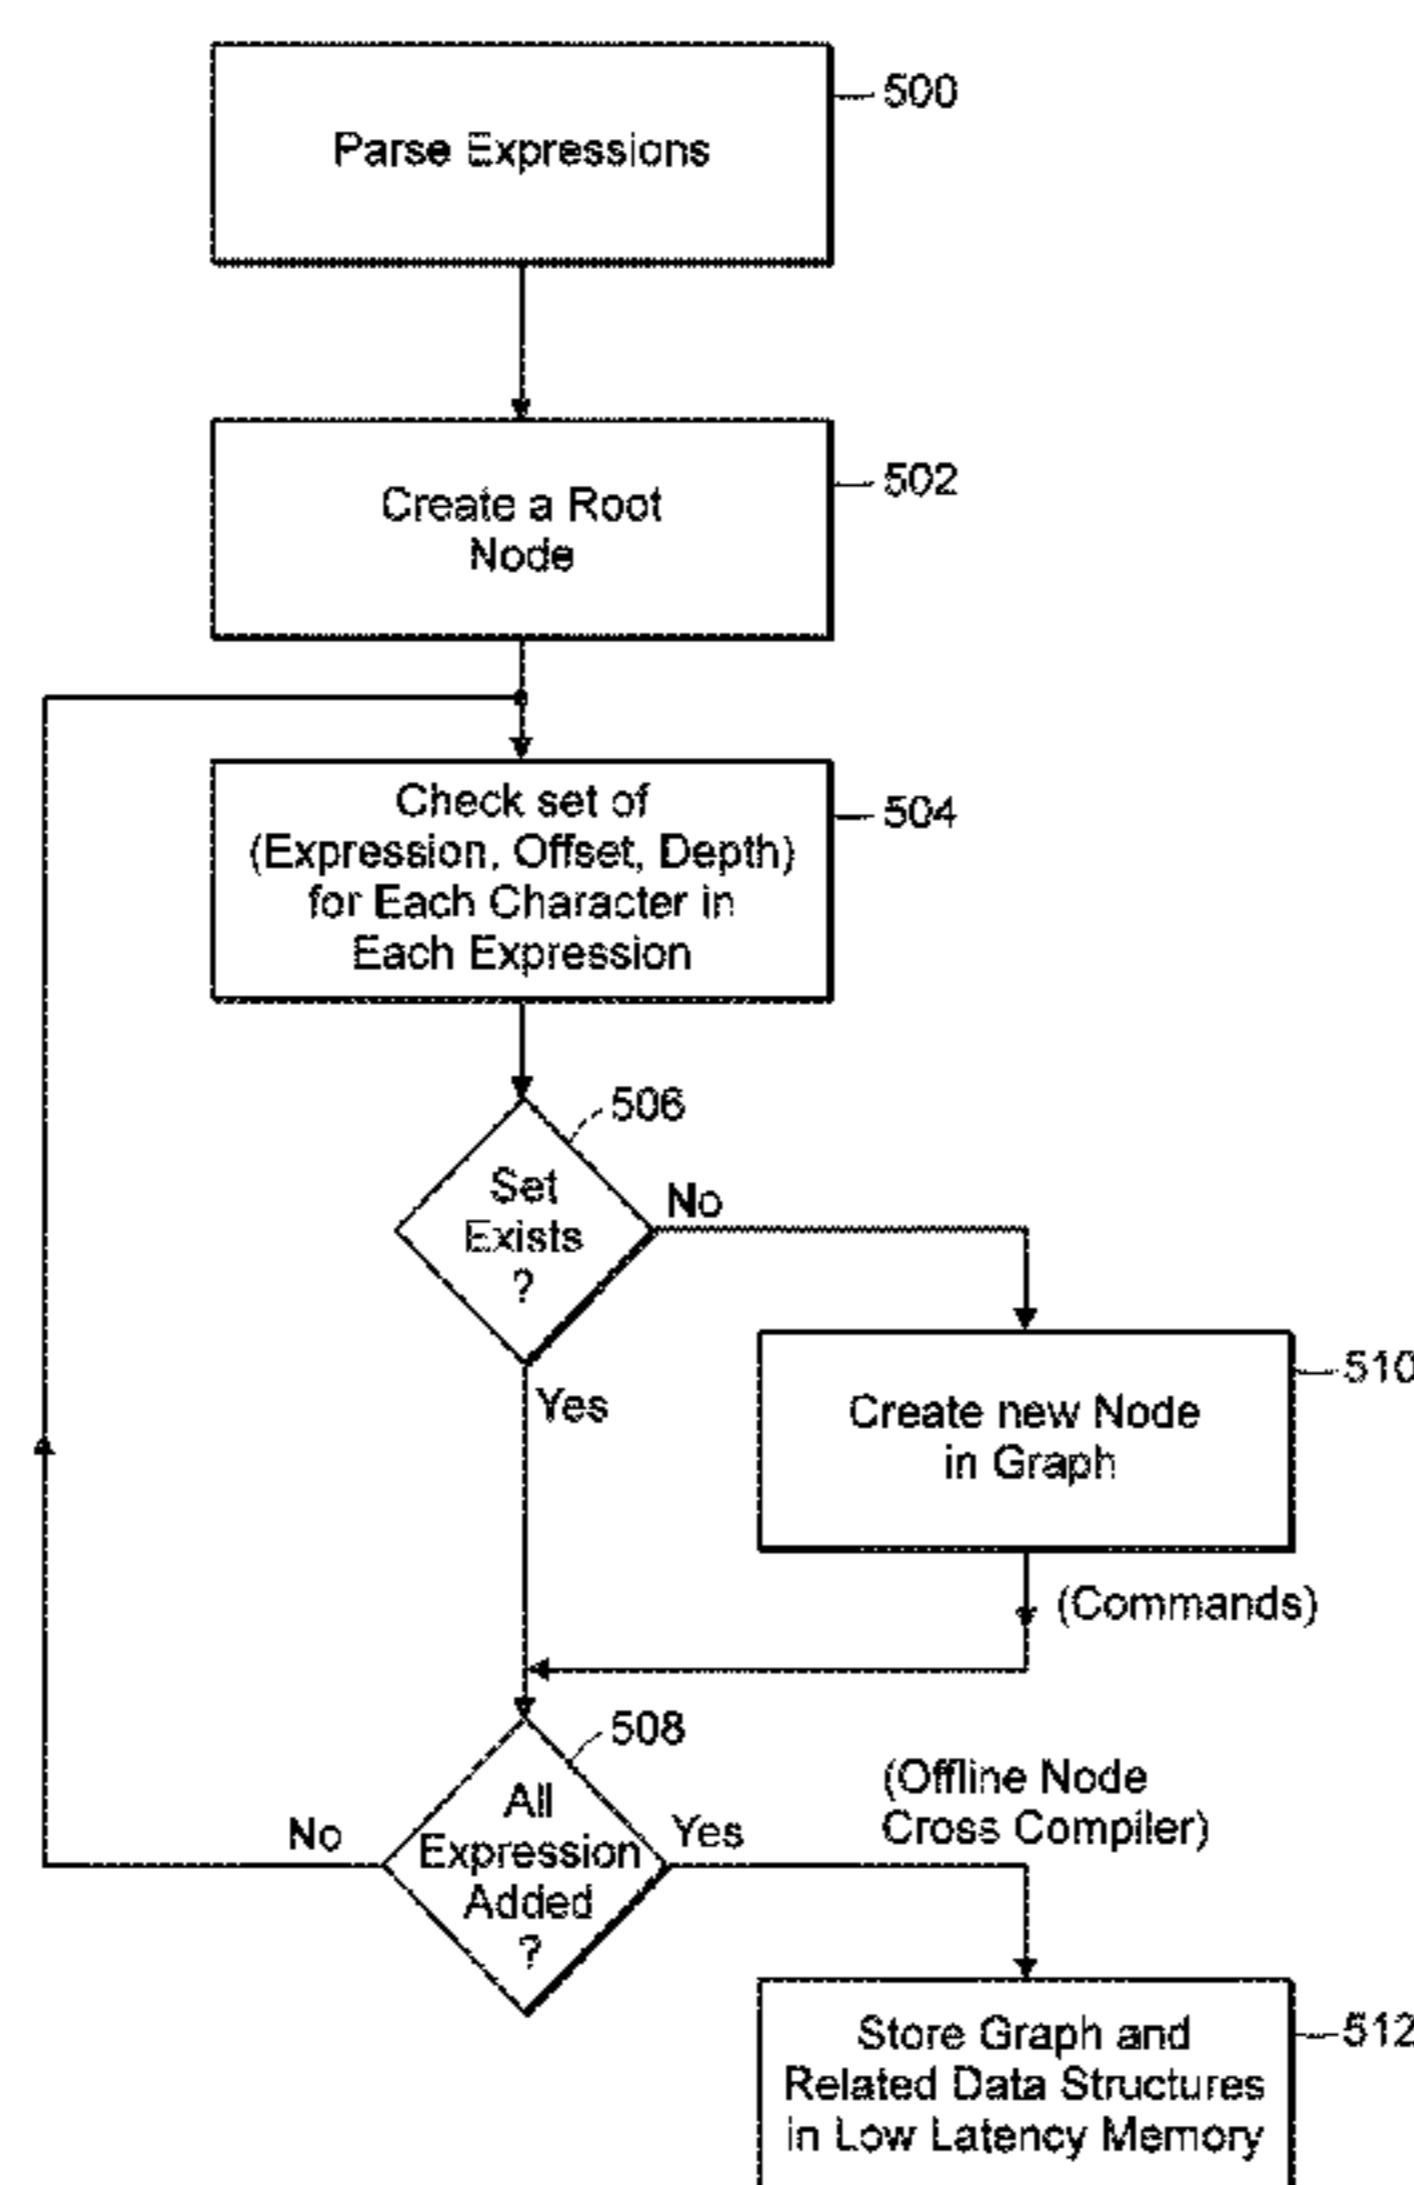 500
Parse Expressions
502
Create a Root
Node
Check set of
(Expression, Offset, Depth)
for Each Character in
Each Expression
504
506
Set
Exists
?
No
Yes
510
Create new Node
in Graph
(Commands)
508
All
Expression
Added
?
No
Yes
(Offline Node
Cross Compiler)
Store Graph and
Related Data Structures
in Low Latency Memory
512